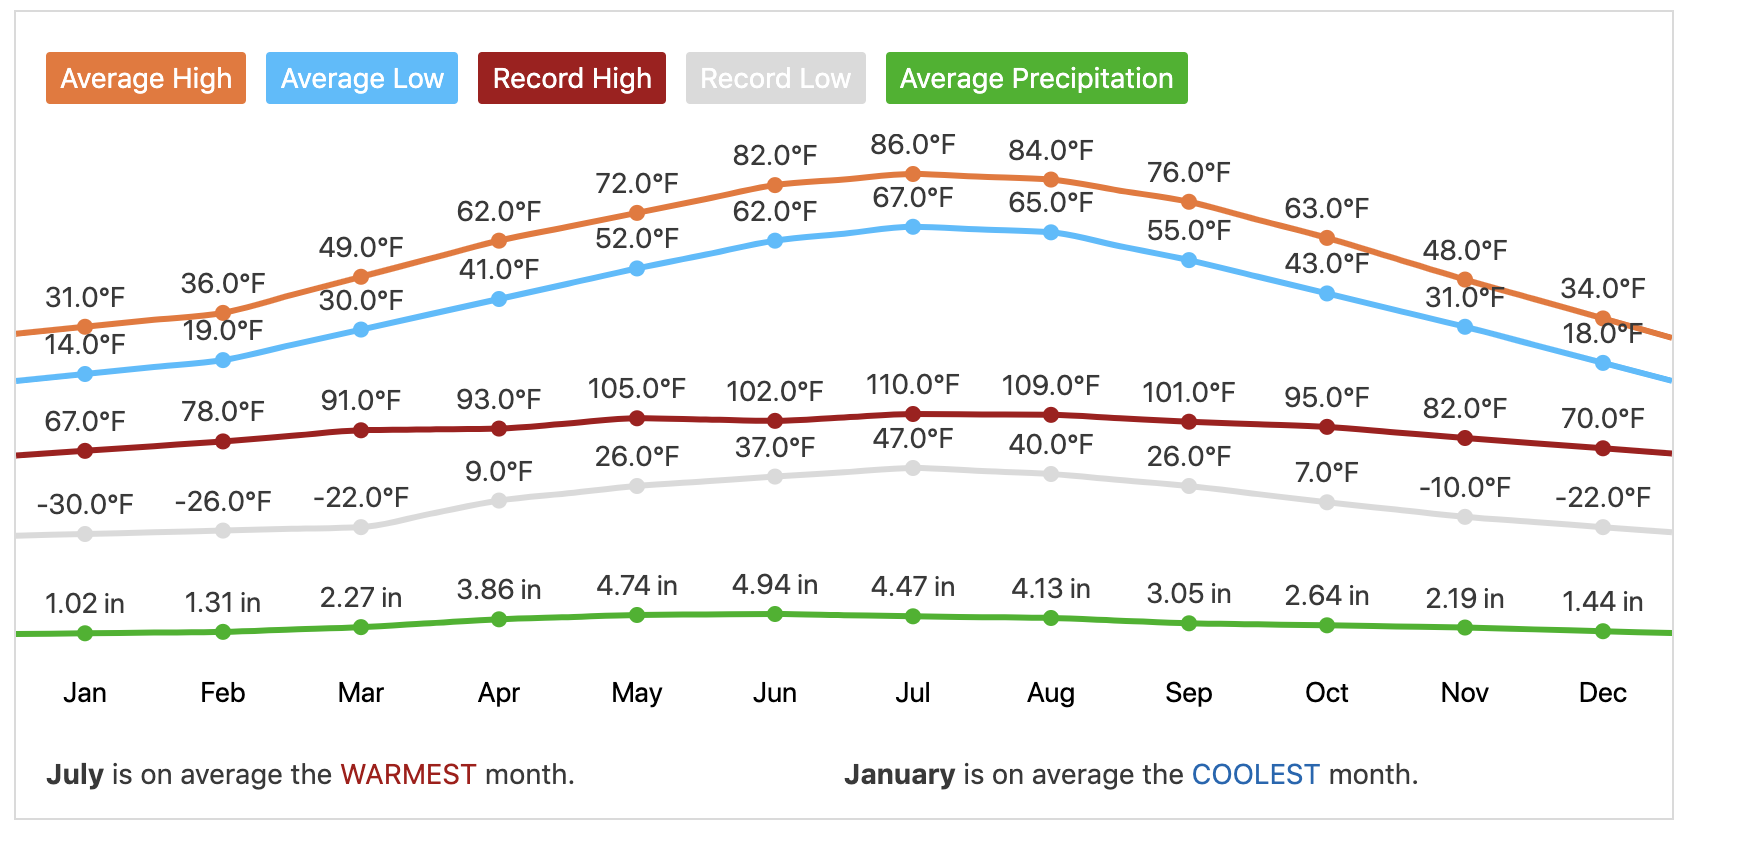 Average High Average Low Record High Record Low Average Precipitation
31.0°F 36.0°F 49.0°F 62.0°F 72.0°F 82.0°F 86.0°F 84.0°F 76.0°F 63.0°F 48.0°F 34.0°F
14.0°F 19.0°F 30.0°F 41.0°F 52.0°F 62.0°F 67.0°F 65.0°F 55.0°F 43.0°F 31.0°F 18.0°F
67.0°F 78.0°F 91.0°F 93.0°F 105.0°F 102.0°F 110.0°F 109.0°F 101.0°F 95.0°F 82.0°F 70.0°F
-30.0°F -26.0°F -22.0°F 9.0°F 26.0°F 37.0°F 47.0°F 40.0°F 26.0°F 7.0°F -10.0°F -22.0°F
1.02 in 1.31 in 2.27 in 3.86 in 4.74 in 4.94 in 4.47 in 4.13 in 3.05 in 2.64 in 2.19 in 1.44 in
Jan Feb Mar Apr May Jun Jul Aug Sep Oct Nov Dec
July is on average the WARMEST month. January is on average the COOLEST month.